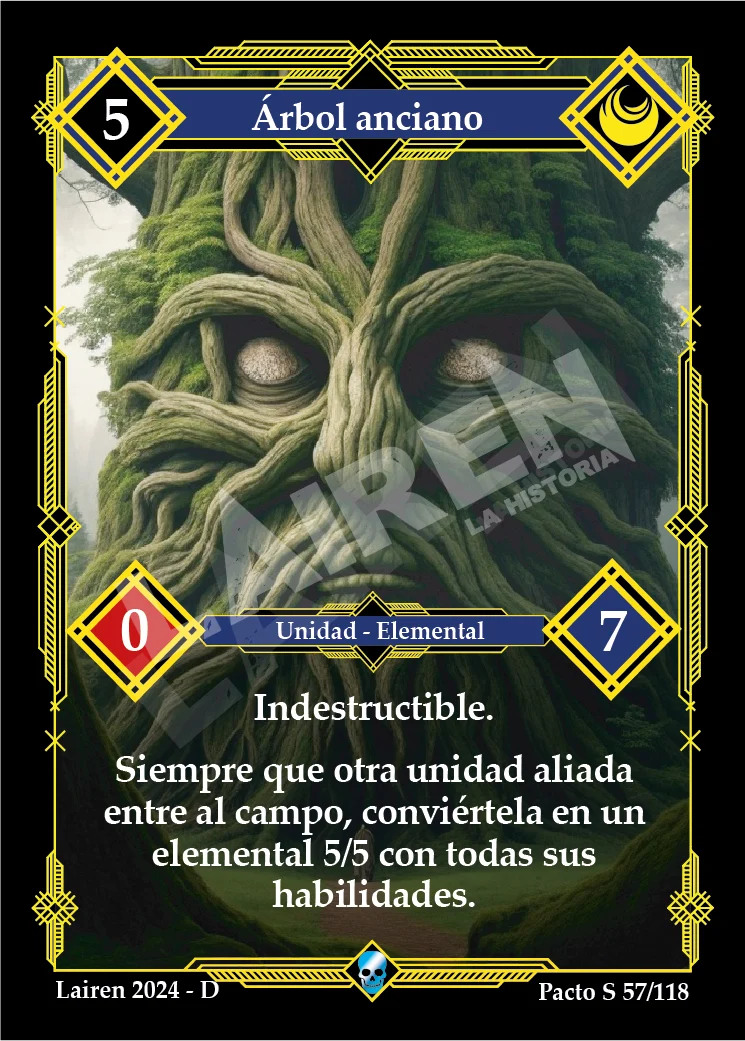 5
Árbol anciano
LAIREN
LA HISTORIA
0
Unidad - Elemental
7
Indestructible.
Siempre que otra unidad aliada
entre al campo, conviértela en un
elemental 5/5 con todas sus
habilidades.
Lairen 2024 - D
Pacto S 57/118